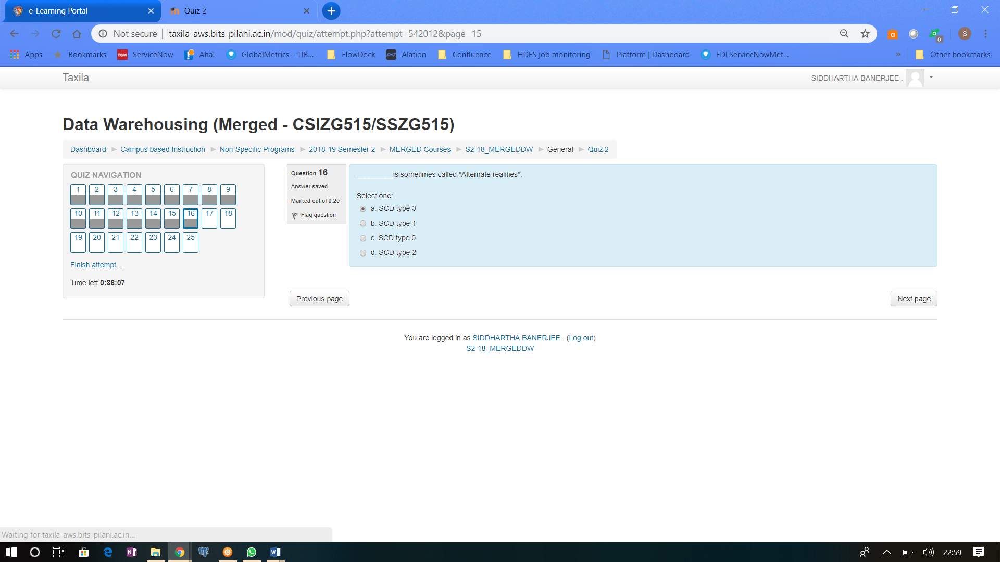 e-Learning Portal
Quiz 2
Not secure | taxila-aws.bits-pilani.ac.in/mod/quiz/attempt.php?attempt=542012&page=15
a
0
S
Apps
Bookmarks
now ServiceNow
Aha!
GlobalMetrics – TIB...
FlowDock
Alation
Confluence
HDFS job monitoring
Platform | Dashboard
FDLServiceNowMet...
»
Other bookmarks
Taxila
SIDDHARTHA BANERJEE .
Data Warehousing (Merged - CSIZG515/SSZG515)
Dashboard ► Campus based Instruction ► Non-Specific Programs ► 2018-19 Semester 2 ► MERGED Courses ► S2-18_MERGEDDW ► General ► Quiz 2
QUIZ NAVIGATION
1 2 3 4 5 6 7 8 9
10 11 12 13 14 15 16 17 18
19 20 21 22 23 24 25
Finish attempt ...
Time left 0:38:07
Question 16
Answer saved
Marked out of 0.20
Flag question
_________is sometimes called "Alternate realities".
Select one:
a. SCD type 3
b. SCD type 1
c. SCD type 0
d. SCD type 2
Previous page
Next page
You are logged in as SIDDHARTHA BANERJEE . (Log out)
S2-18_MERGEDDW
Waiting for taxila-aws.bits-pilani.ac.in...
22:59